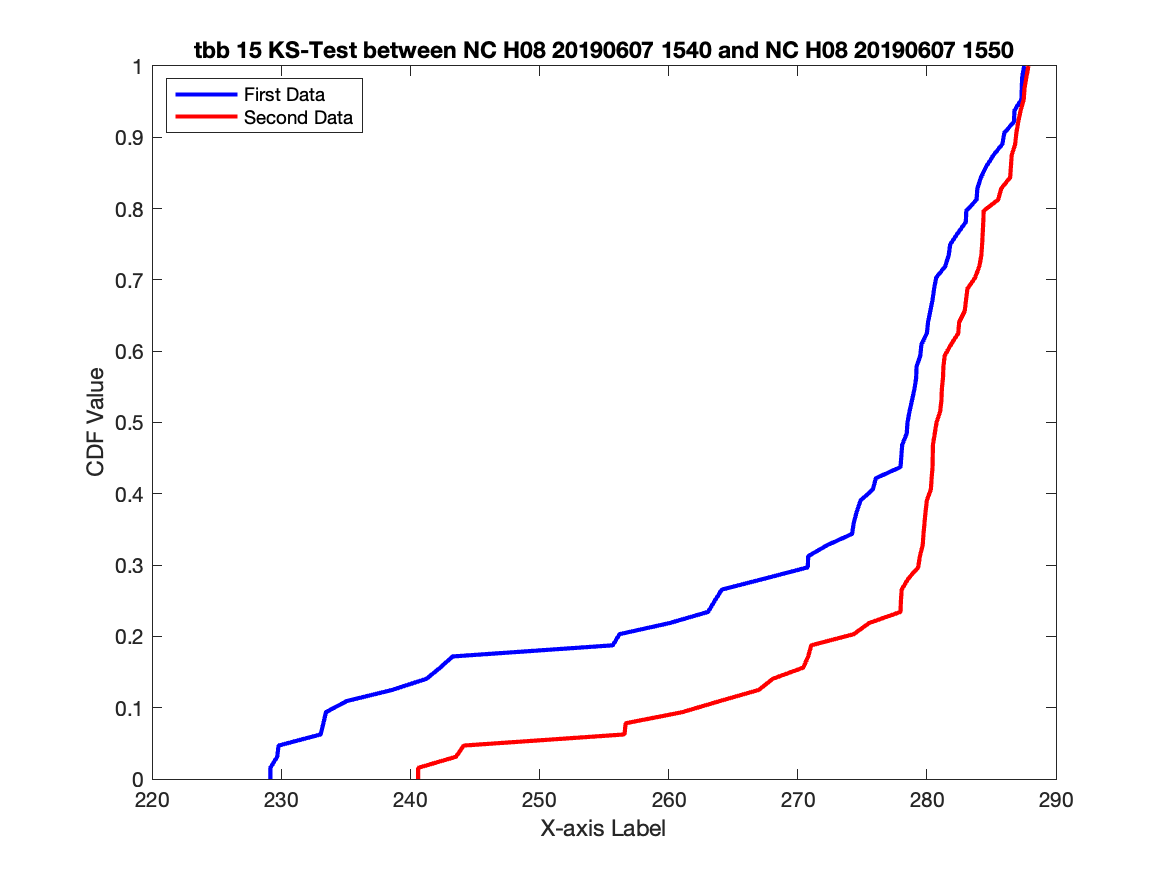 tbb 15 KS-Test between NC H08 20190607 1540 and NC H08 20190607 1550
First Data
Second Data
CDF Value
1
0.9
0.8
0.7
0.6
0.5
0.4
0.3
0.2
0.1
0
220 230 240 250 260 270 280 290
X-axis Label